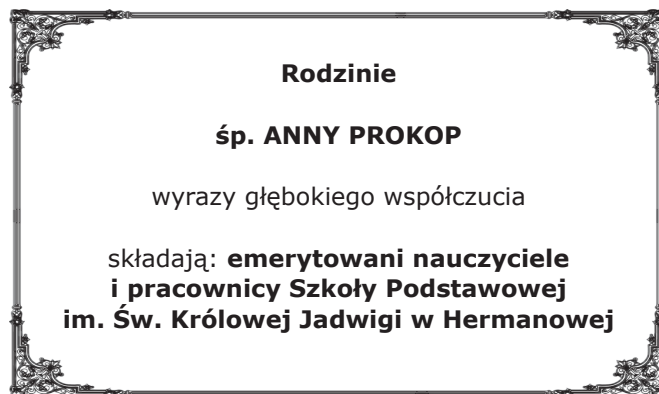 Rodzinie
śp. ANNY PROKOP
wyrazy głębokiego współczucia
składają: emerytowani nauczyciele
i pracownicy Szkoły Podstawowej
im. Św. Królowej Jadwigi w Hermanowej